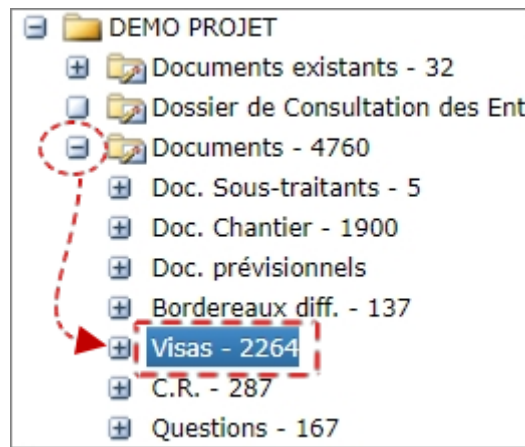 DEMO PROJET
Documents existants - 32
Dossier de Consultation des Ent
Documents - 4760
Doc. Sous-traitants - 5
Doc. Chantier - 1900
Doc. prévisionnels
Bordereaux diff. - 137
Visas - 2264
C.R. - 287
Questions - 167